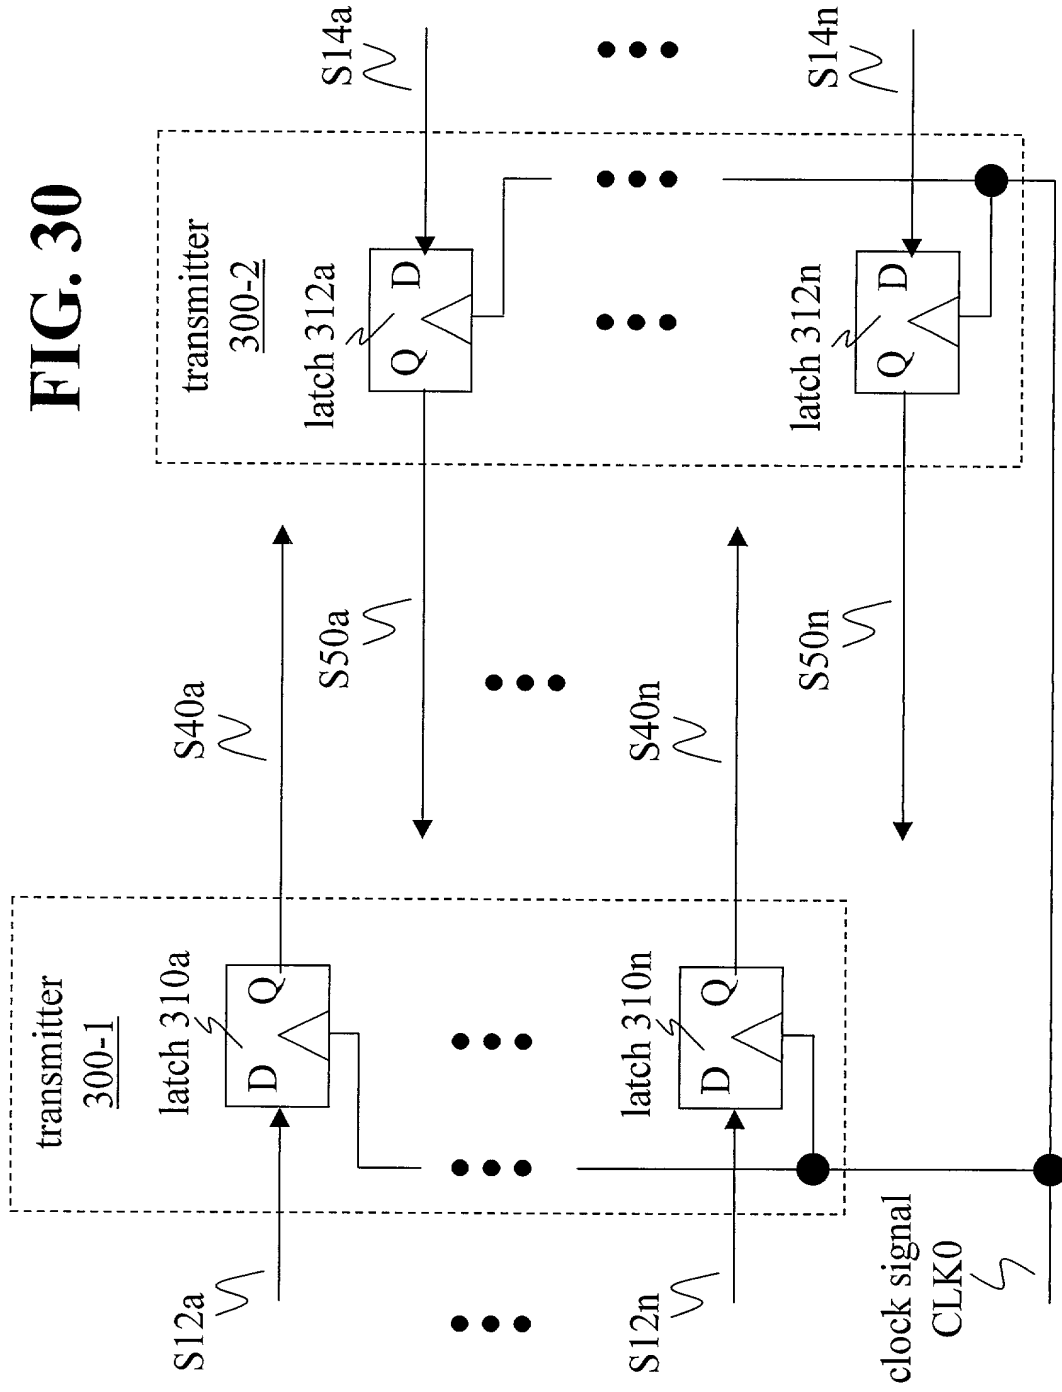 FIG. 30
transmitter
300-1
latch 310a
D
Q
S12a
S40a
transmitter
300-2
latch 312a
Q
D
S14a
S50a
latch 310n
D
Q
S12n
S40n
latch 312n
Q
D
S14n
S50n
clock signal
CLK0